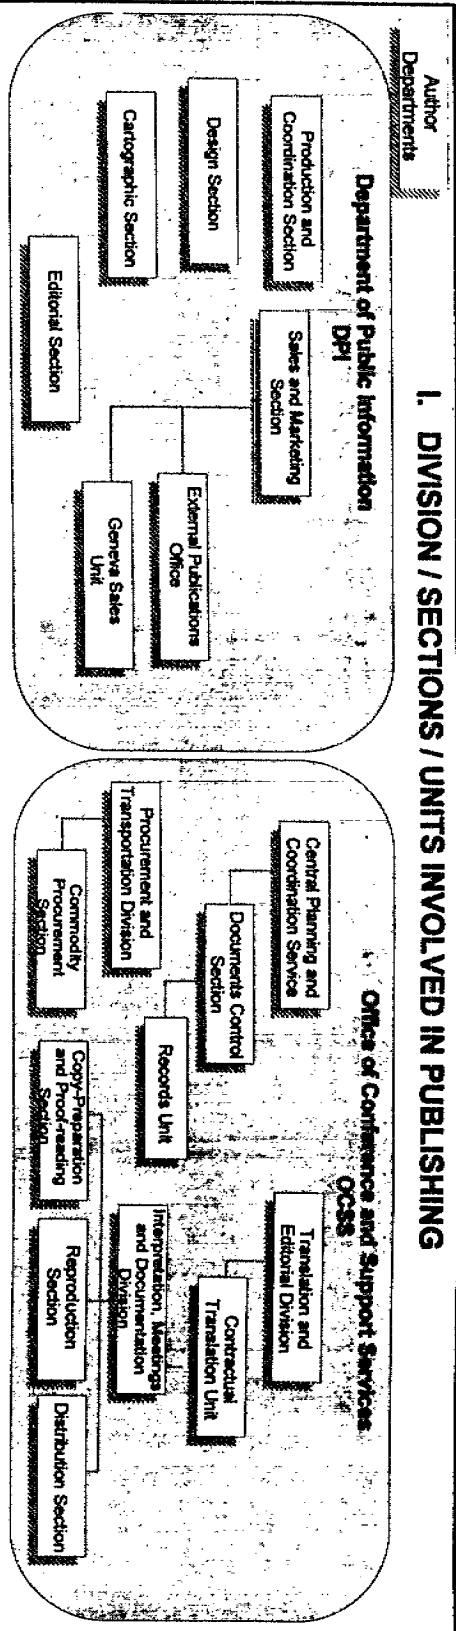 I. DIVISION / SECTIONS / UNITS INVOLVED IN PUBLISHING
Author
Departments
Department of Public Information
DPI
Production and
Coordination Section
Design Section
Cartographic Section
Editorial Section
Sales and Marketing
Section
External Publications
Office
Geneva Sales
Unit
Office of Conference and Support Services
OCSS
Central Planning and
Coordination Service
Documents Control
Section
Records Unit
Procurement and
Transportation Division
Commodity
Procurement
Section
Translation and
Editorial Division
Contractual
Translation Unit
Interpretation, Meetings
and Documentation
Division
Copy-Preparation
and Proof-reading
Section
Reproduction
Section
Distribution Section